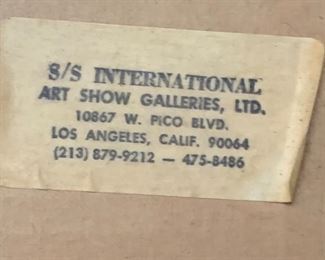 S/S INTERNATIONAL
ART SHOW GALLERIES, LTD.
10867 W. PICO BLVD.
LOS ANGELES, CALIF. 90064
(213) 879-9212 — 475-8486